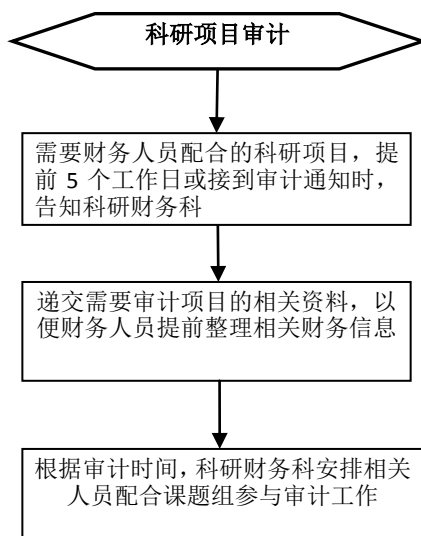 科研项目审计
需要财务人员配合的科研项目，提
前 5 个工作日或接到审计通知时，
告知科研财务科
递交需要审计项目的相关资料，以
便财务人员提前整理相关财务信息
根据审计时间，科研财务科安排相关
人员配合课题组参与审计工作